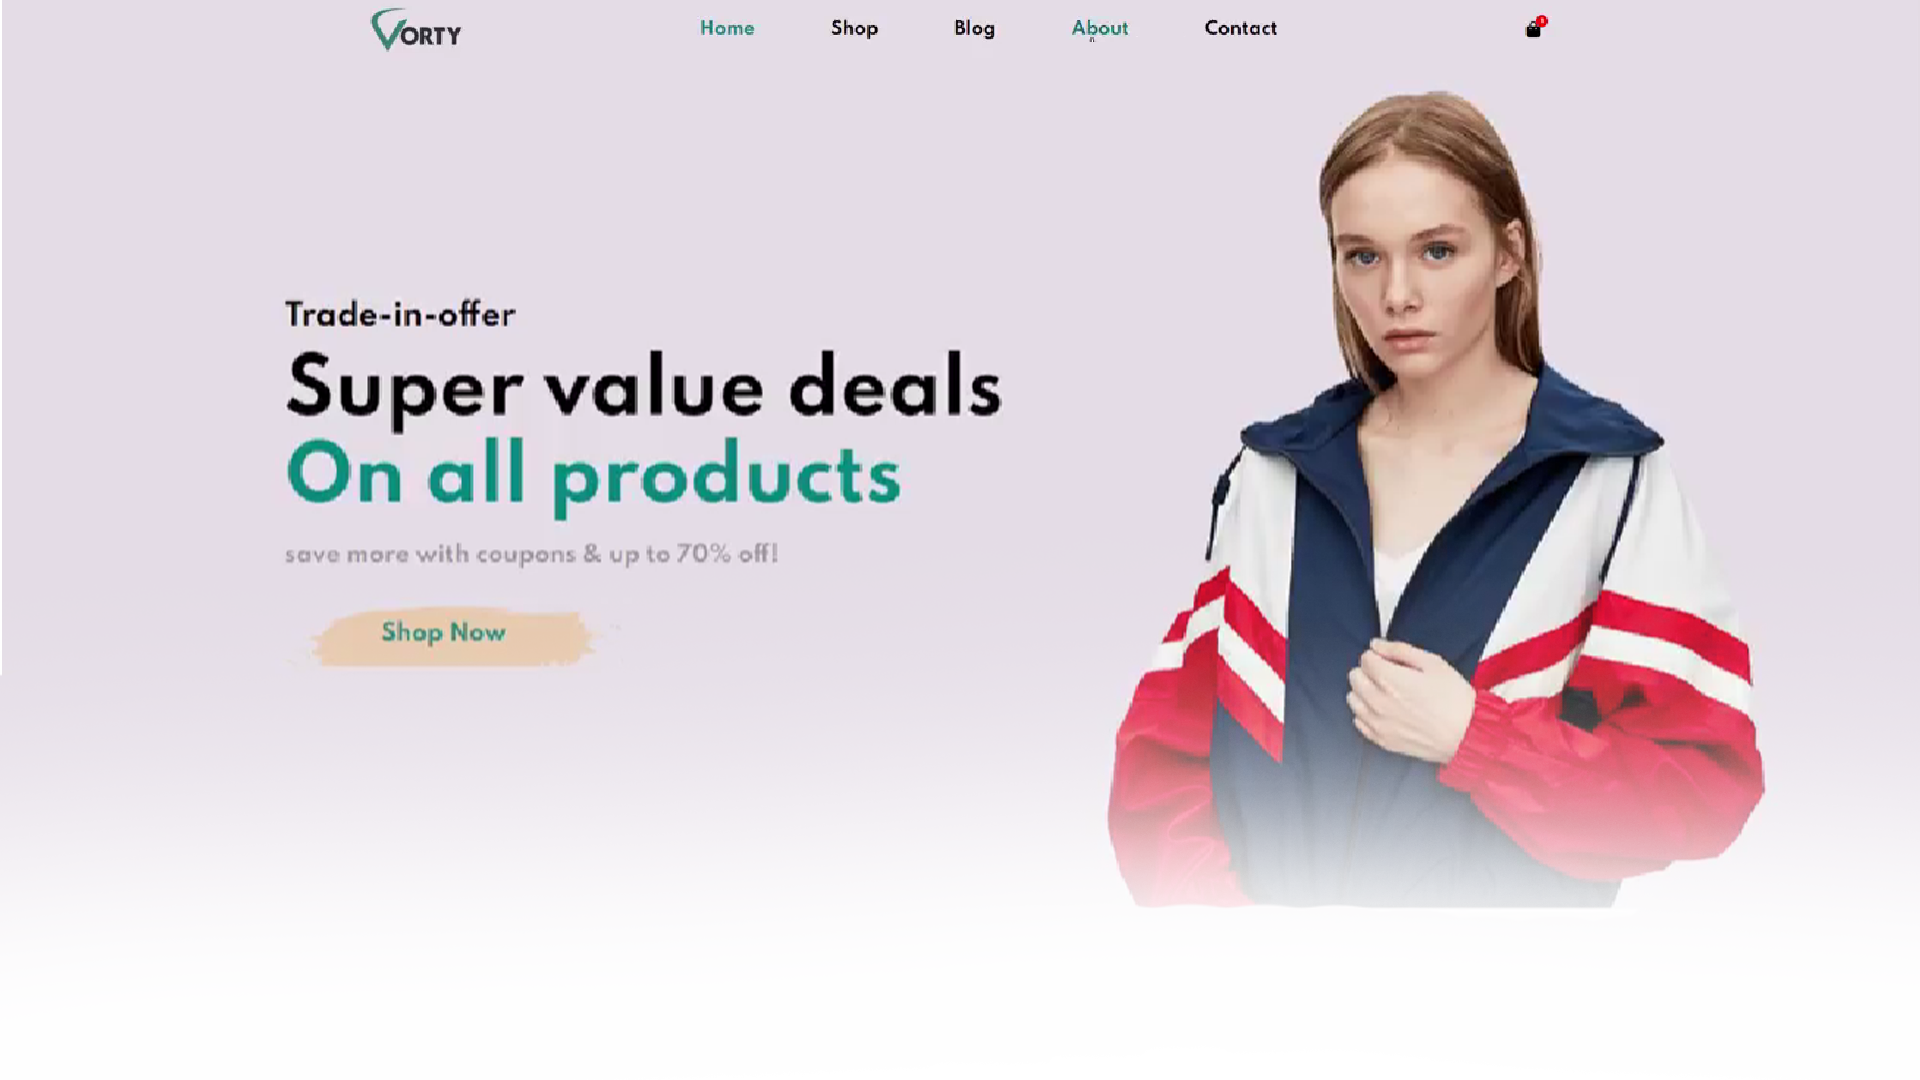 VORTY
Home Shop Blog About Contact
Trade-in-offer
Super value deals
On all products
save more with coupons & up to 70% off!
Shop Now